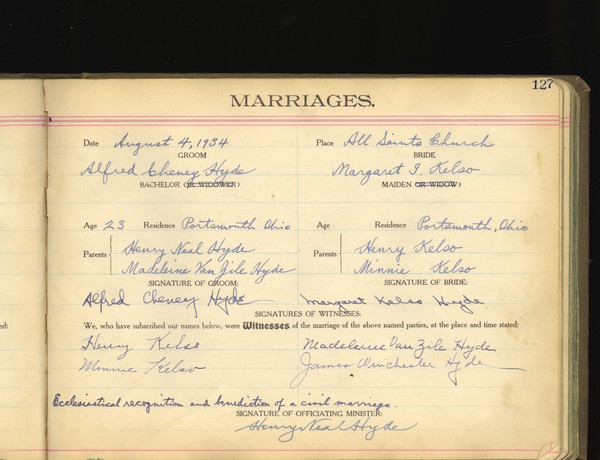 127
MARRIAGES.
Date August 4, 1934 Place All Saints Church
GROOM BRIDE
Alfred Cheney Hyde Margaret I. Kelso
BACHELOR (OR WIDOWER) MAIDEN (OR WIDOW)
Age 23 Residence Portsmouth Ohio Age Residence Portsmouth, Ohio
Parents Henry Neal Hyde Parents Henry Kelso
Madeleine Van Zile Hyde Minnie Kelso
SIGNATURE OF GROOM: SIGNATURE OF BRIDE:
Alfred Cheney Hyde Margaret Kelso Hyde
SIGNATURES OF WITNESSES:
ed: We, who have subscribed our names below, were Witnesses of the marriage of the above named parties, at the place and time stated:
Henry Kelso Madeleine Van Zile Hyde
Minnie Kelso James Winchester Hyde
Ecclesiastical recognition and benediction of a civil marriage.
SIGNATURE OF OFFICIATING MINISTER:
Henry Neal Hyde